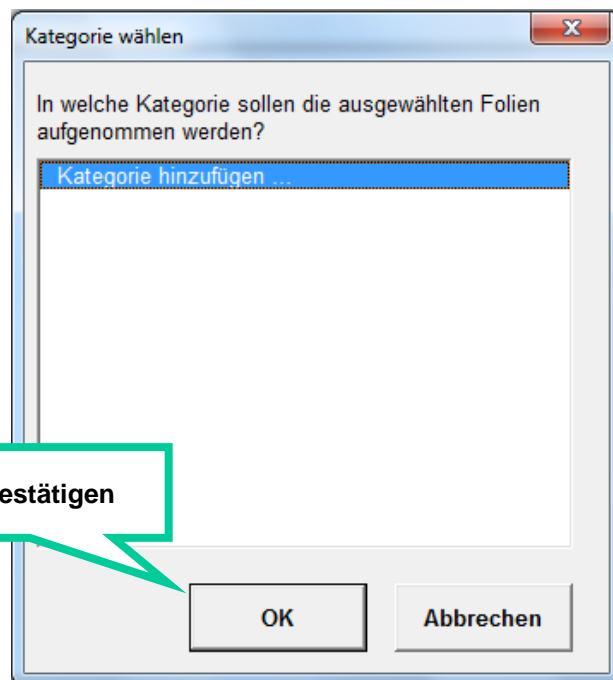 Kategorie wählen
In welche Kategorie sollen die ausgewählten Folien
aufgenommen werden?
Kategorie hinzufügen ...
estätigen
OK Abbrechen